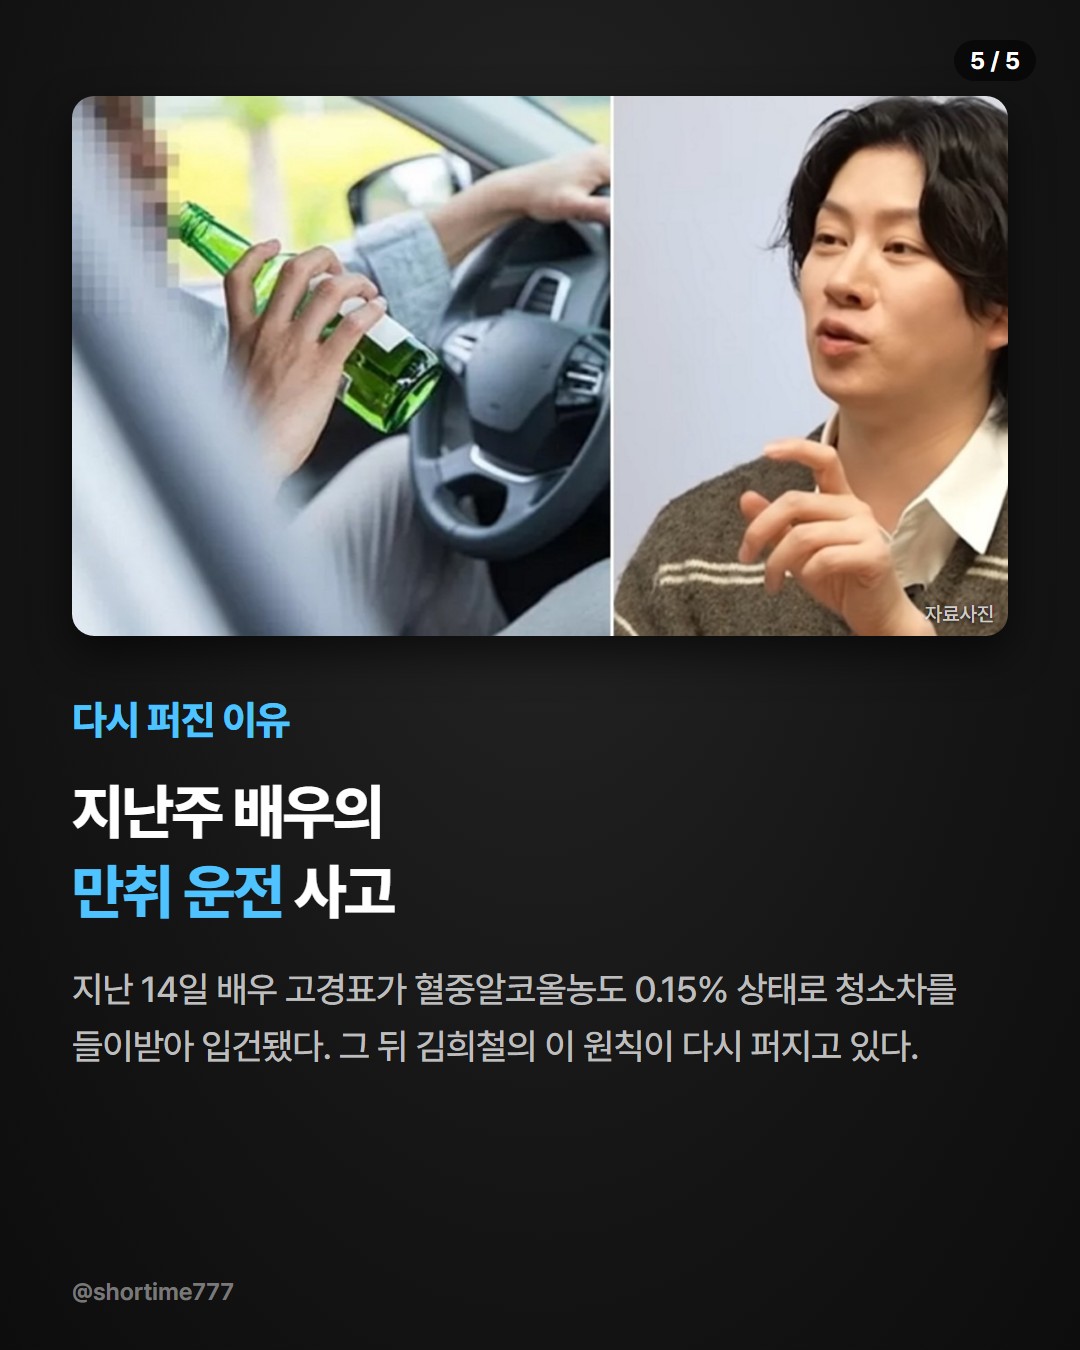 5 / 5
자료사진
다시 퍼진 이유
지난주 배우의
만취 운전 사고
지난 14일 배우 고경표가 혈중알코올농도 0.15% 상태로 청소차를
들이받아 입건됐다. 그 뒤 김희철의 이 원칙이 다시 퍼지고 있다.
@shortime777